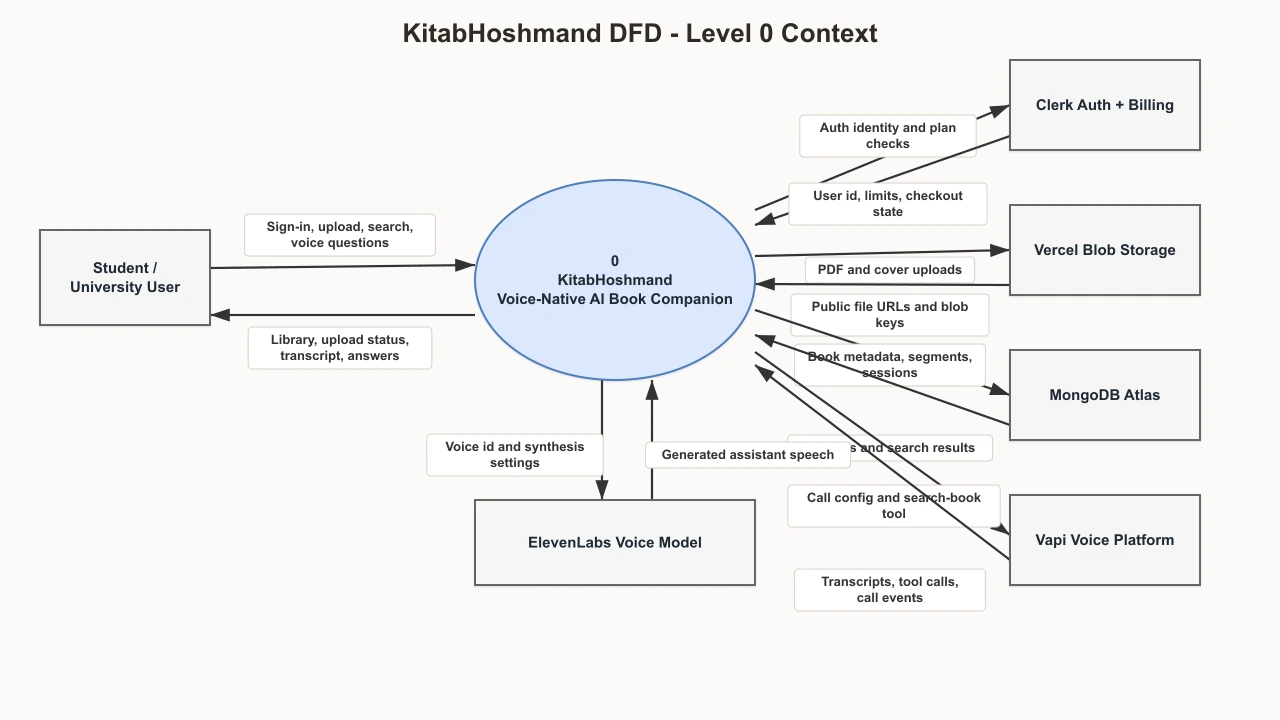 KitabHoshmand DFD - Level 0 Context
Clerk Auth + Billing
Auth identity and plan
checks
User id, limits, checkout
state
Sign-in, upload, search,
voice questions
Student /
University User
0
KitabHoshmand
Voice-Native AI Book Companion
Vercel Blob Storage
PDF and cover uploads
Public file URLs and blob
keys
Library, upload status,
transcript, answers
Book metadata, segments,
sessions
MongoDB Atlas
Voice id and synthesis
settings
Generated assistant speech
and search results
Call config and search-book
tool
ElevenLabs Voice Model
Vapi Voice Platform
Transcripts, tool calls,
call events